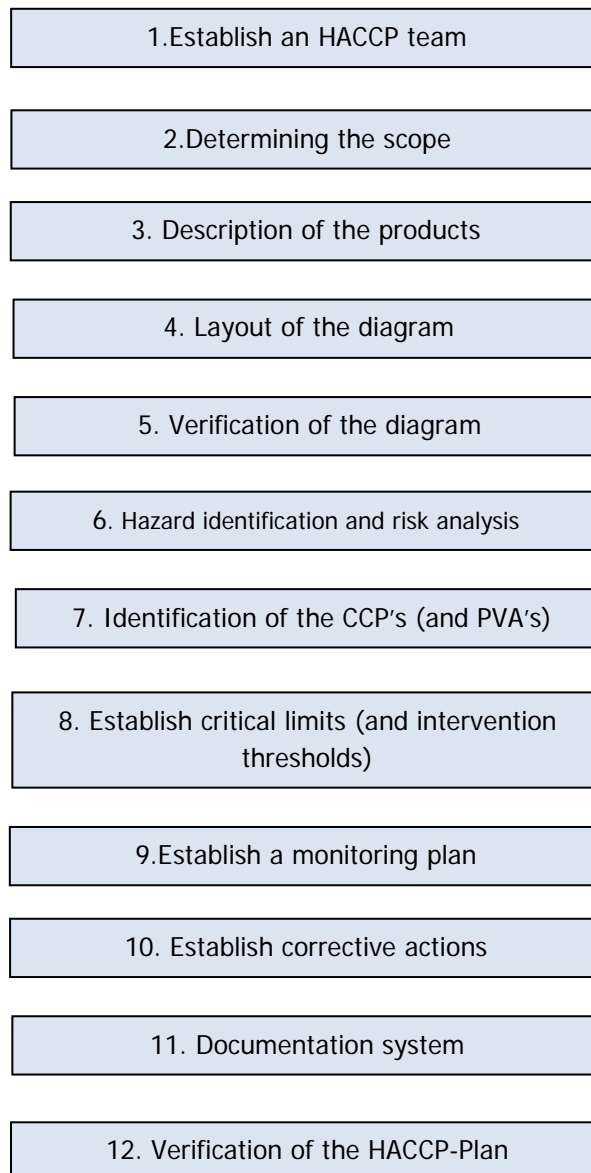 1.Establish an HACCP team
2.Determining the scope
3. Description of the products
4. Layout of the diagram
5. Verification of the diagram
6. Hazard identification and risk analysis
7. Identification of the CCP's (and PVA's)
8. Establish critical limits (and intervention
thresholds)
9.Establish a monitoring plan
10. Establish corrective actions
11. Documentation system
12. Verification of the HACCP-Plan